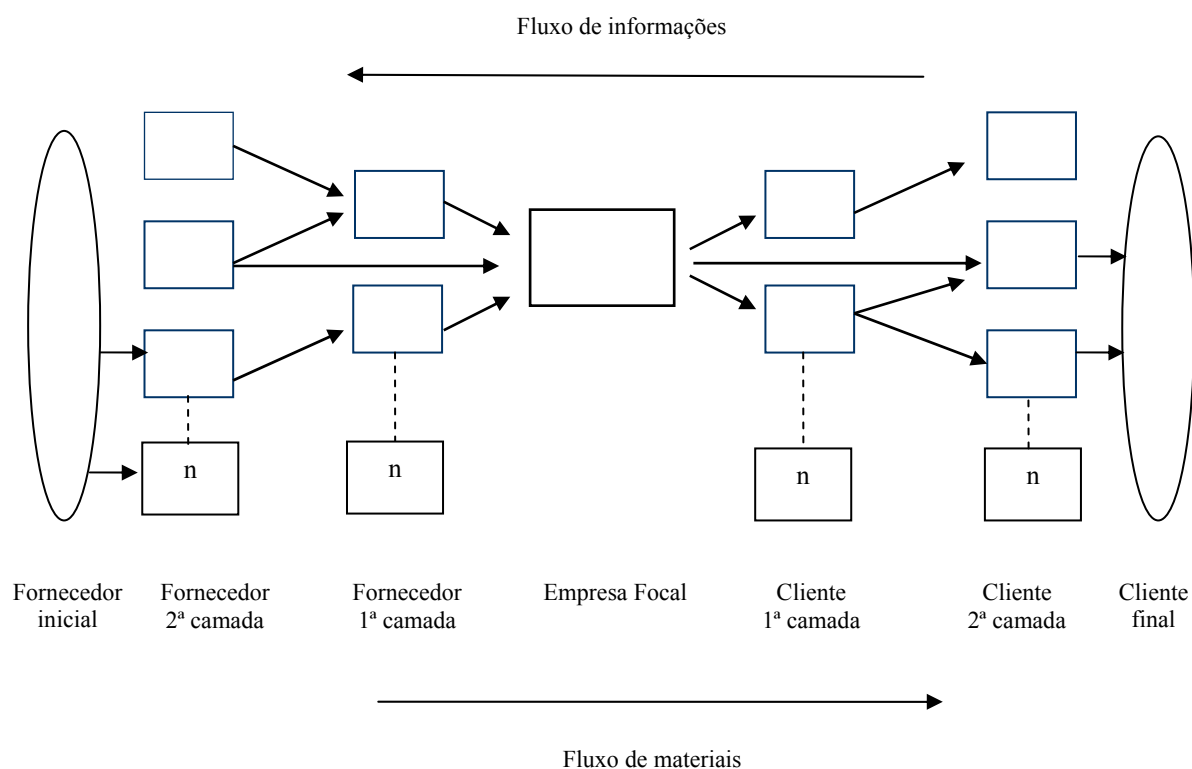 Fluxo de informações
n
n
n
n
Fornecedor
inicial
Fornecedor
2ª camada
Fornecedor
1ª camada
Empresa Focal
Cliente
1ª camada
Cliente
2ª camada
Cliente
final
Fluxo de materiais